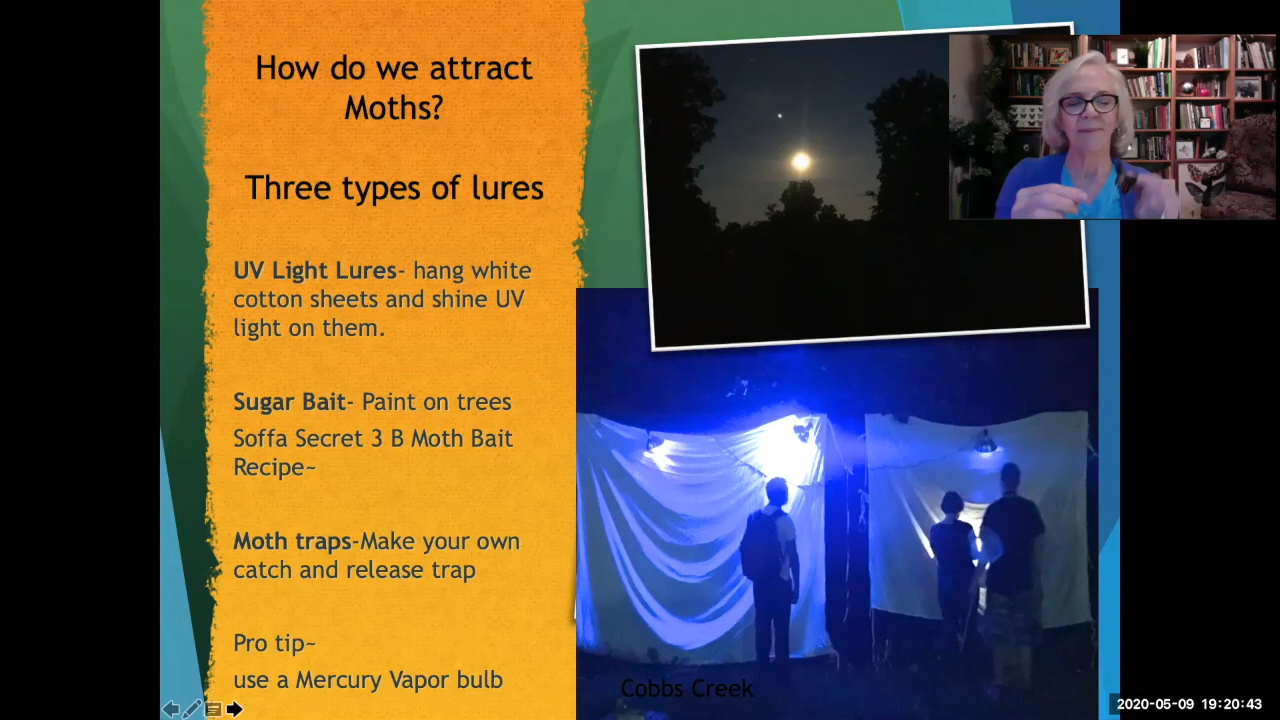 How do we attract
Moths?
Three types of lures
UV Light Lures- hang white
cotton sheets and shine UV
light on them.
Sugar Bait- Paint on trees
Soffa Secret 3 B Moth Bait
Recipe~
Moth traps-Make your own
catch and release trap
Pro tip~
use a Mercury Vapor bulb
Cobbs Creek
2020-05-09 19:20:43